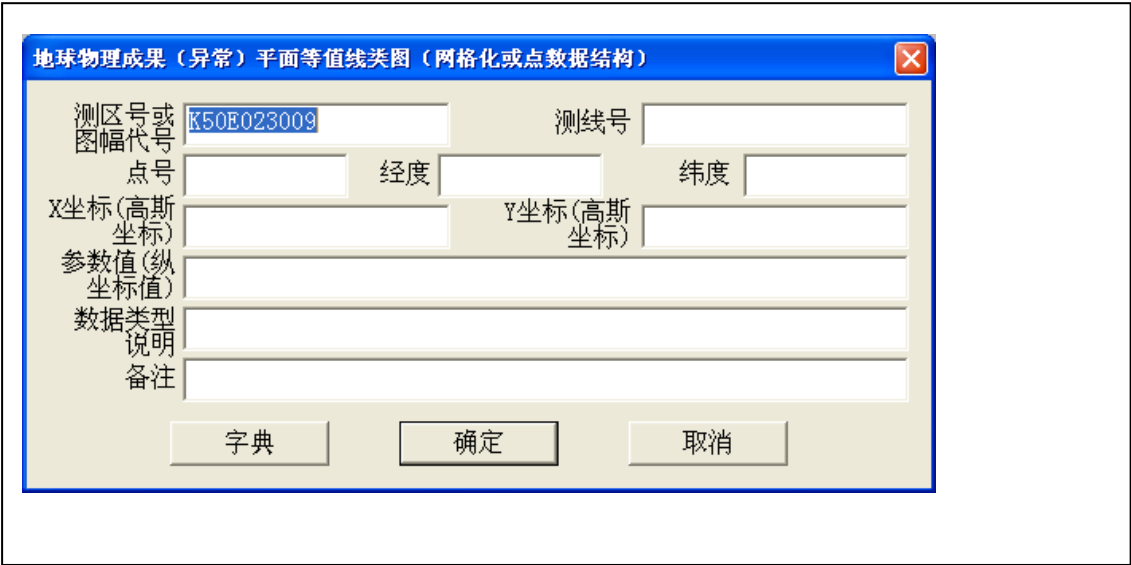 地球物理成果（异常）平面等值线类图（网格化或点数据结构）
测区号或
图幅代号
K50E023009
测线号
点号
经度
纬度
X坐标(高斯
坐标)
Y坐标(高斯
坐标)
参数值(纵
坐标值)
数据类型
说明
备注
字典
确定
取消